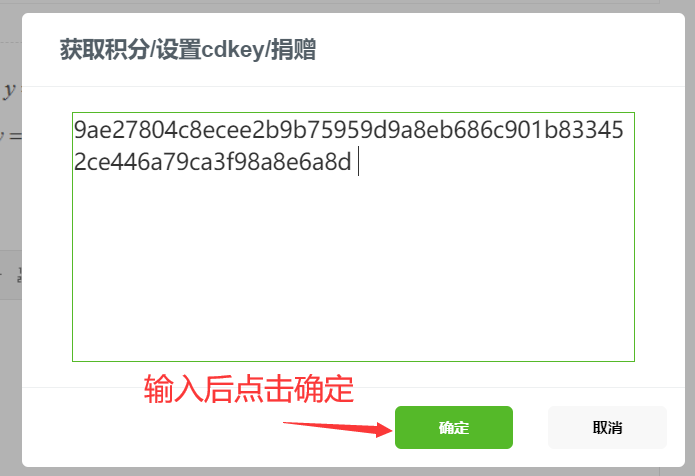 获取积分/设置cdkey/捐赠
y
y =
9ae27804c8ecee2b9b75959d9a8eb686c901b833345
2ce446a79ca3f98a8e6a8d
输入后点击确定
确定
取消